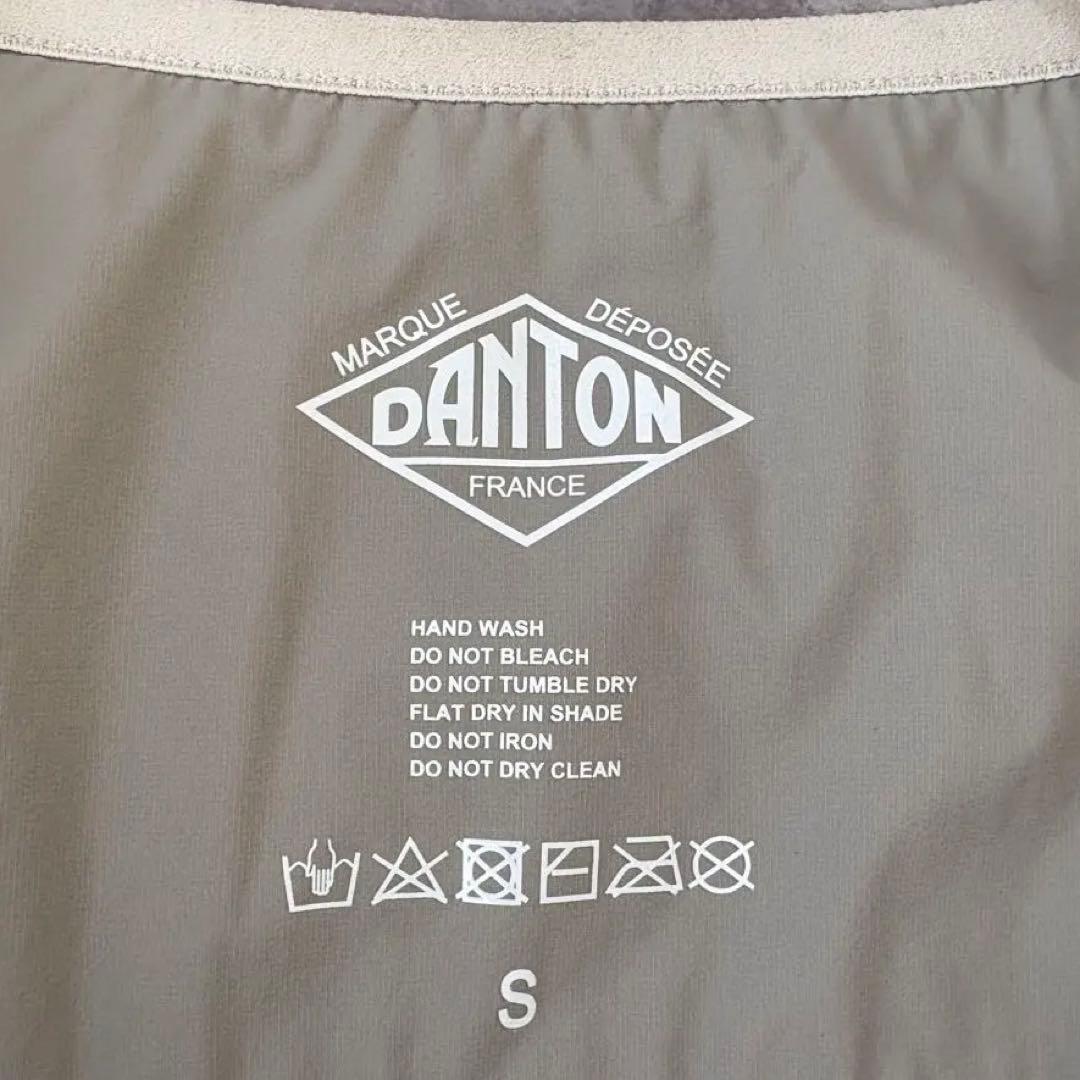 MARQUE DÉPOSÉE
DANTON
FRANCE
HAND WASH
DO NOT BLEACH
DO NOT TUMBLE DRY
FLAT DRY IN SHADE
DO NOT IRON
DO NOT DRY CLEAN
S